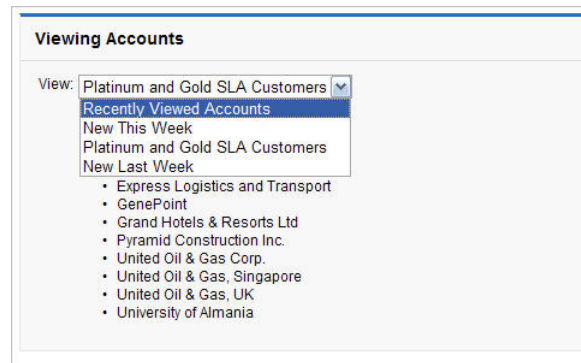 Viewing Accounts
View: Platinum and Gold SLA Customers
Recently Viewed Accounts
New This Week
Platinum and Gold SLA Customers
New Last Week
• Express Logistics and Transport
• GenePoint
• Grand Hotels & Resorts Ltd
• Pyramid Construction Inc.
• United Oil & Gas Corp.
• United Oil & Gas, Singapore
• United Oil & Gas, UK
• University of Almania